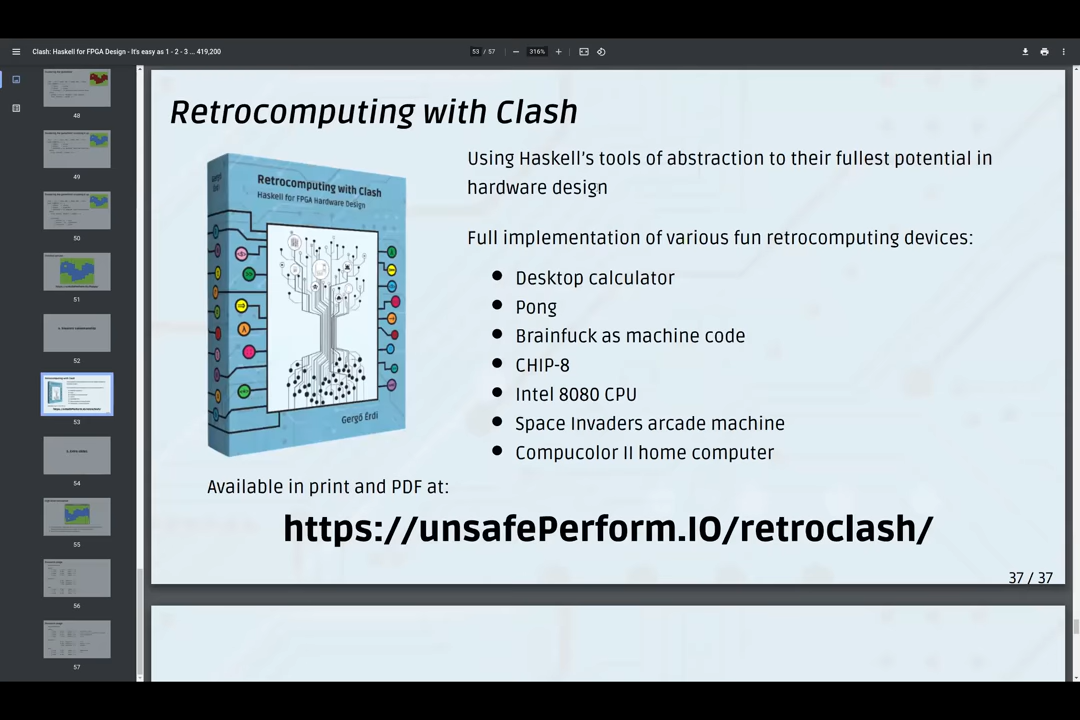 Clash: Haskell for FPGA Design - It's easy as 1 - 2 - 3 ... 419,200
53 / 57
316%
48
49
50
51
52
53
54
55
56
57
Retrocomputing with Clash
Retrocomputing with Clash
Haskell for FPGA Hardware Design
Gergő Érdi
Using Haskell's tools of abstraction to their fullest potential in
hardware design
Full implementation of various fun retrocomputing devices:
• Desktop calculator
• Pong
• Brainfuck as machine code
• CHIP-8
• Intel 8080 CPU
• Space Invaders arcade machine
• Compucolor II home computer
Available in print and PDF at:
https://unsafePerform.IO/retroclash/
37 / 37